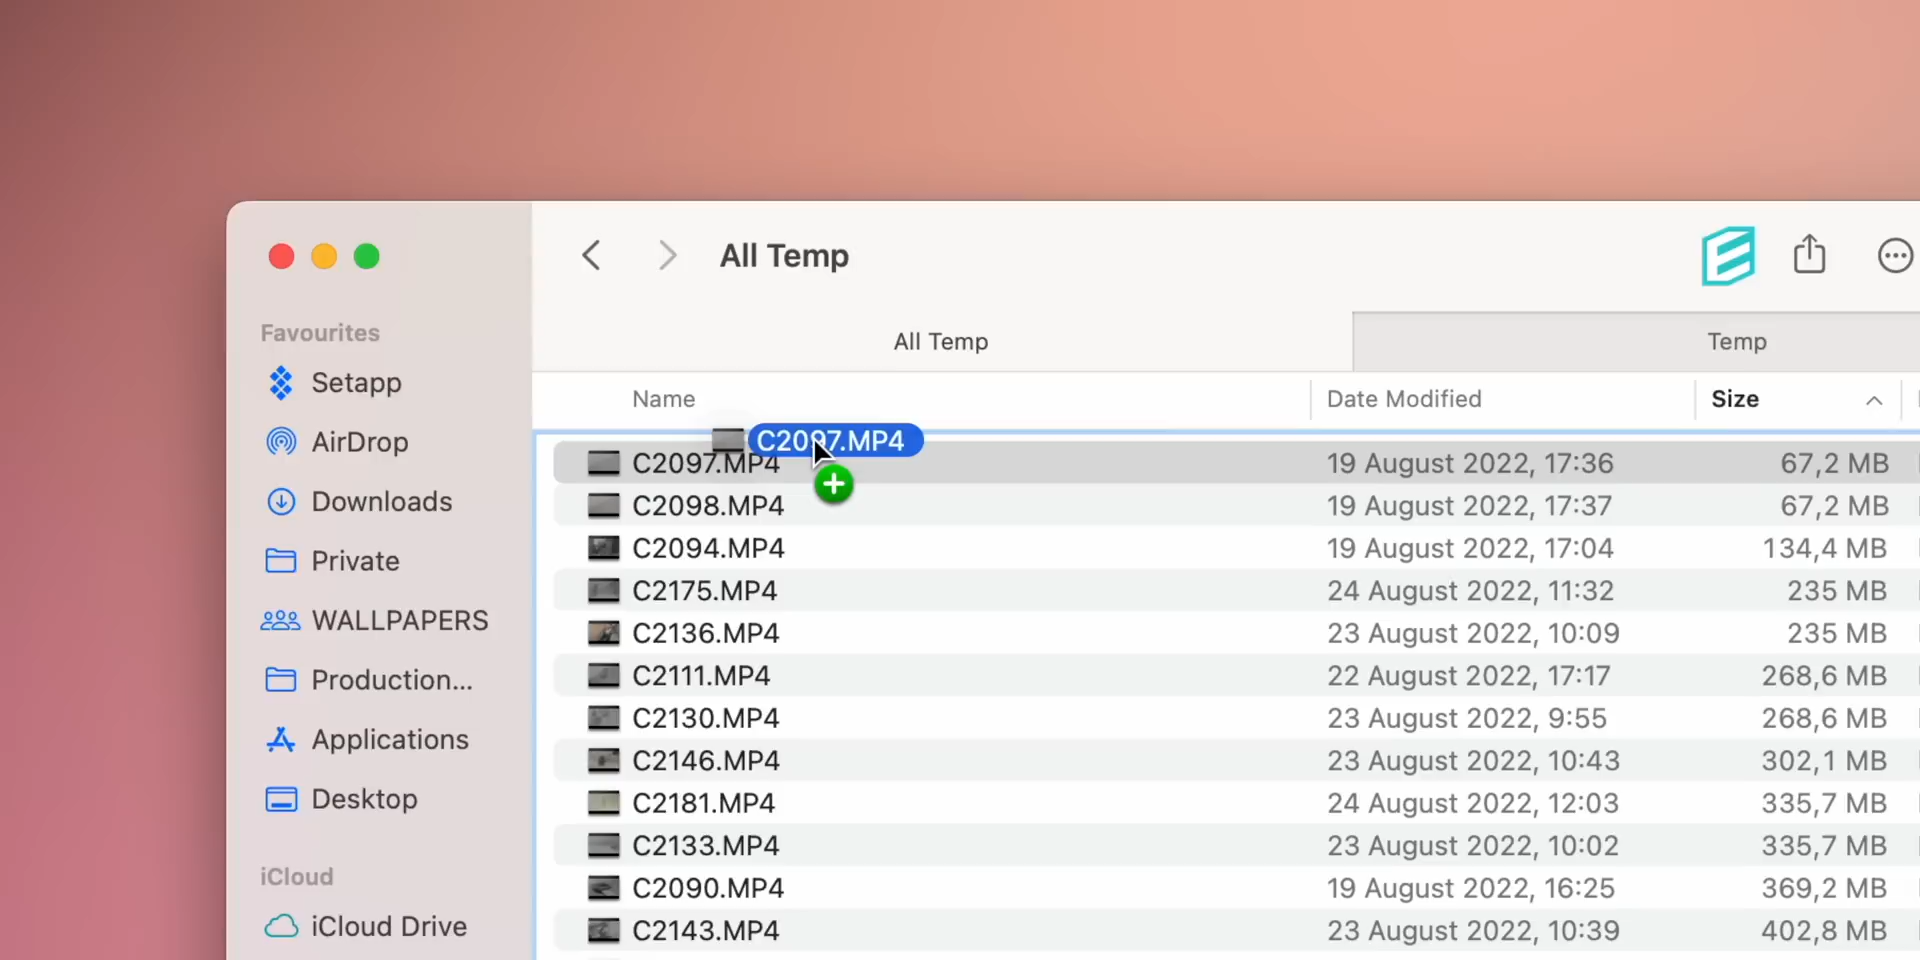 All Temp
All Temp
Temp
Favourites
Setapp
AirDrop
Downloads
Private
WALLPAPERS
Production...
Applications
Desktop
iCloud
iCloud Drive
Name Date Modified Size
C2097.MP4
C2097.MP4 19 August 2022, 17:36 67,2 MB
C2098.MP4 19 August 2022, 17:37 67,2 MB
C2094.MP4 19 August 2022, 17:04 134,4 MB
C2175.MP4 24 August 2022, 11:32 235 MB
C2136.MP4 23 August 2022, 10:09 235 MB
C2111.MP4 22 August 2022, 17:17 268,6 MB
C2130.MP4 23 August 2022, 9:55 268,6 MB
C2146.MP4 23 August 2022, 10:43 302,1 MB
C2181.MP4 24 August 2022, 12:03 335,7 MB
C2133.MP4 23 August 2022, 10:02 335,7 MB
C2090.MP4 19 August 2022, 16:25 369,2 MB
C2143.MP4 23 August 2022, 10:39 402,8 MB